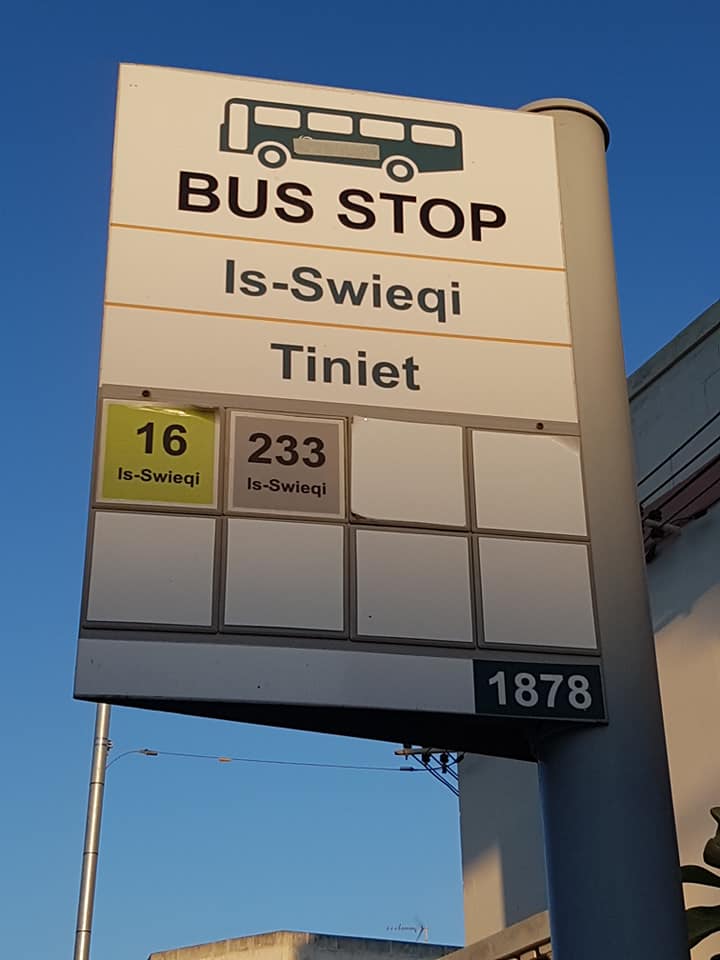 BUS STOP
Is-Swieqi
Tiniet
16
Is-Swieqi
233
Is-Swieqi
1878